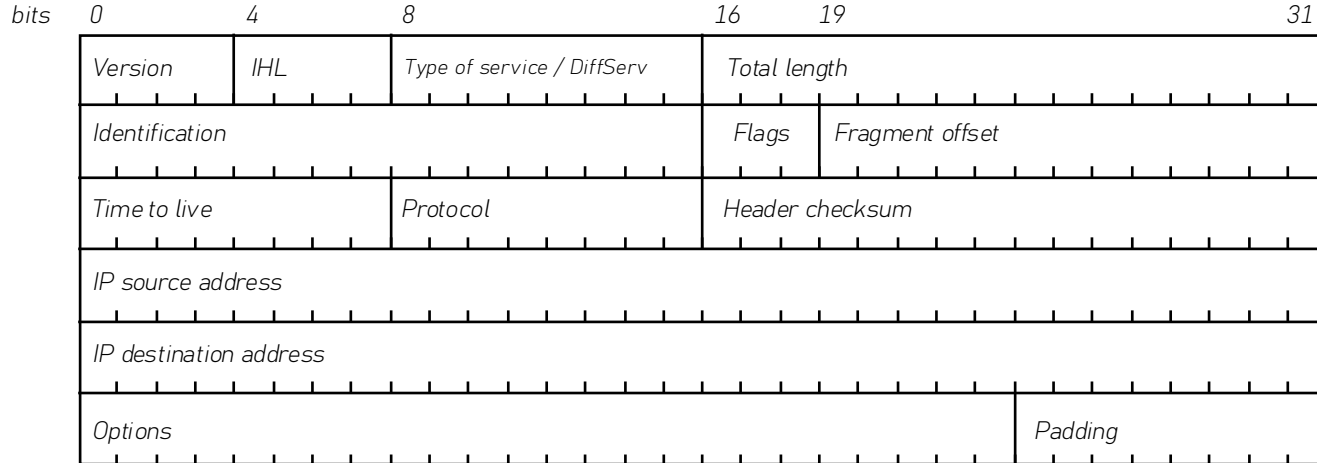 bits 0 4 8 16 19 31
Version IHL Type of service / DiffServ Total length
Identification Flags Fragment offset
Time to live Protocol Header checksum
IP source address
IP destination address
Options Padding